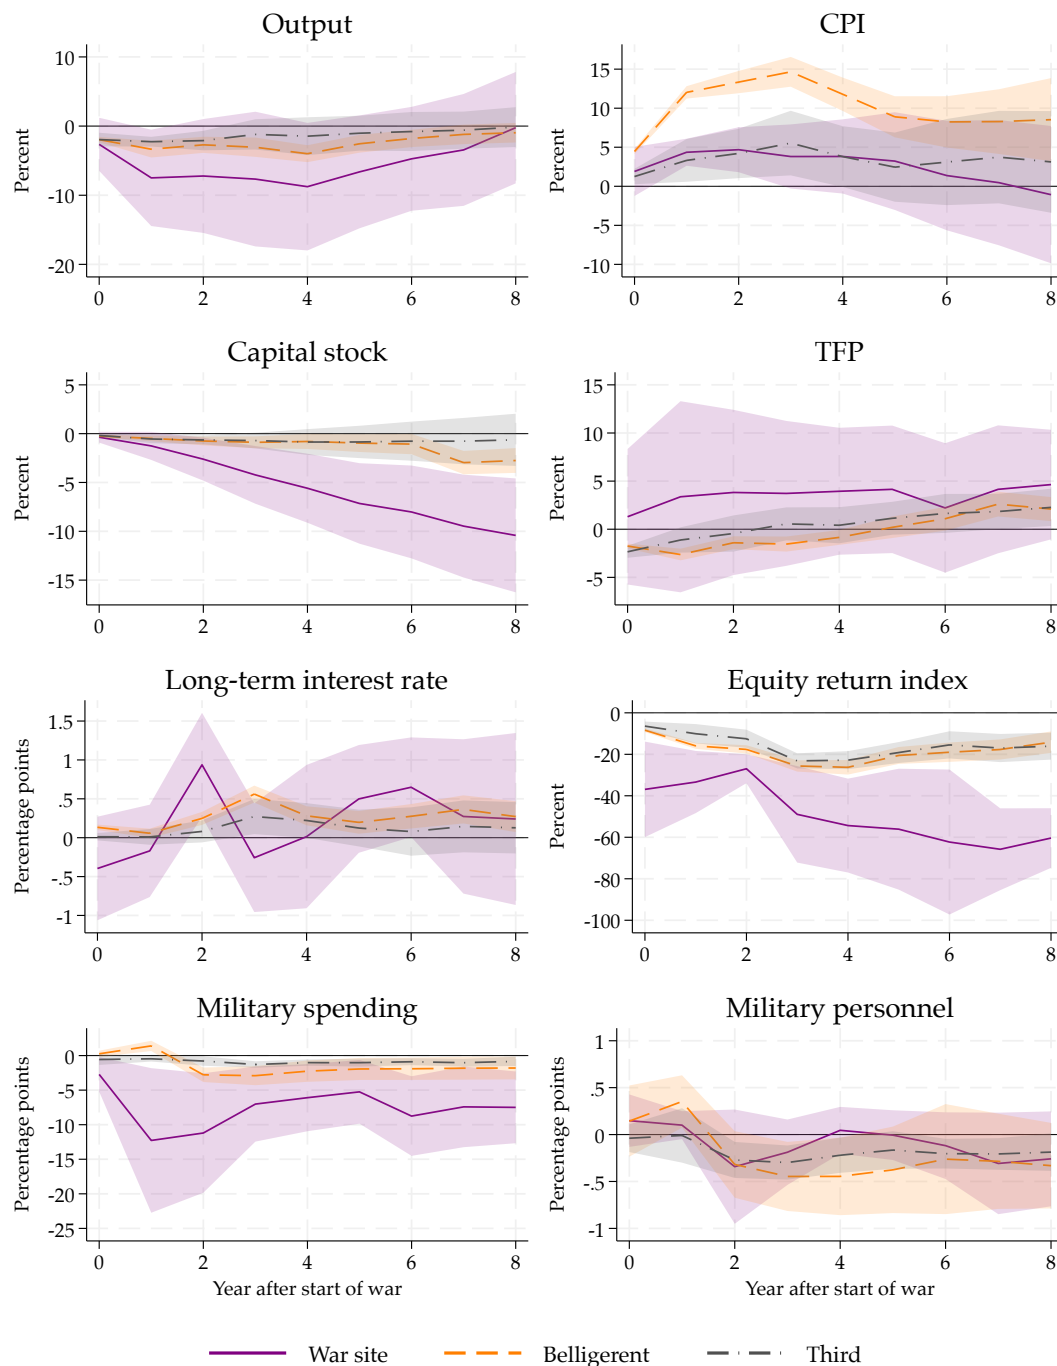 Output
Percent
10
0
-10
-20
0 2 4 6 8
CPI
Percent
15
10
5
0
-5
-10
0 2 4 6 8
Capital stock
Percent
5
0
-5
-10
-15
0 2 4 6 8
TFP
Percent
15
10
5
0
-5
0 2 4 6 8
Long-term interest rate
Percentage points
1.5
1
.5
0
-.5
-1
0 2 4 6 8
Equity return index
Percent
0
-20
-40
-60
-80
-100
0 2 4 6 8
Military spending
Percentage points
0
-5
-10
-15
-20
-25
0 2 4 6 8
Year after start of war
Military personnel
Percentage points
1
.5
0
-.5
-1
0 2 4 6 8
Year after start of war
War site Belligerent Third